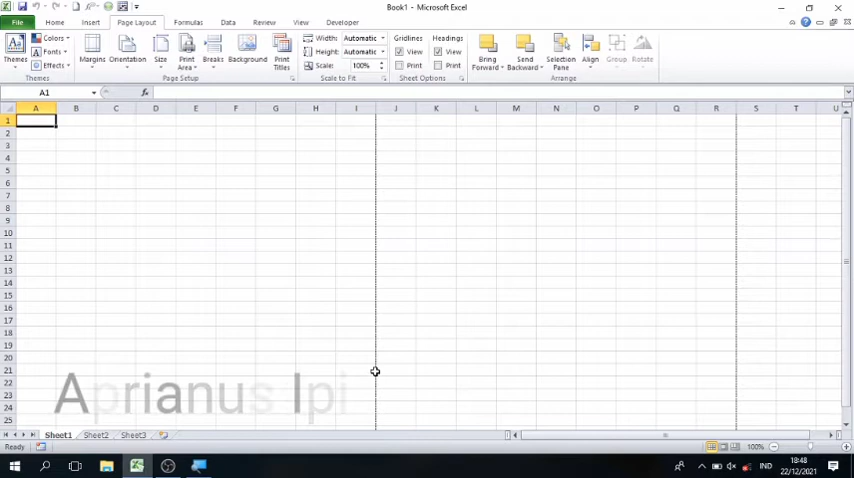 Book1 - Microsoft Excel
File Home Insert Page Layout Formulas Data Review View Developer
Themes Colors Fonts Effects Margins Orientation Size Print Area Breaks Background Print Titles Width: Automatic Height: Automatic Scale: 100% Gridlines View Print Headings View Print Bring Forward Send Backward Selection Pane Align Group Rotate
Themes Page Setup Scale to Fit Sheet Options Arrange
A1 fx
A B C D E F G H I J K L M N O P Q R S T U
1
2
3
4
5
6
7
8
9
10
11
12
13
14
15
16
17
18
19
20
21
22
23
24
25
Aprianus Ipi
Sheet1 Sheet2 Sheet3
Ready 100%
IND 18:48
22/12/2021